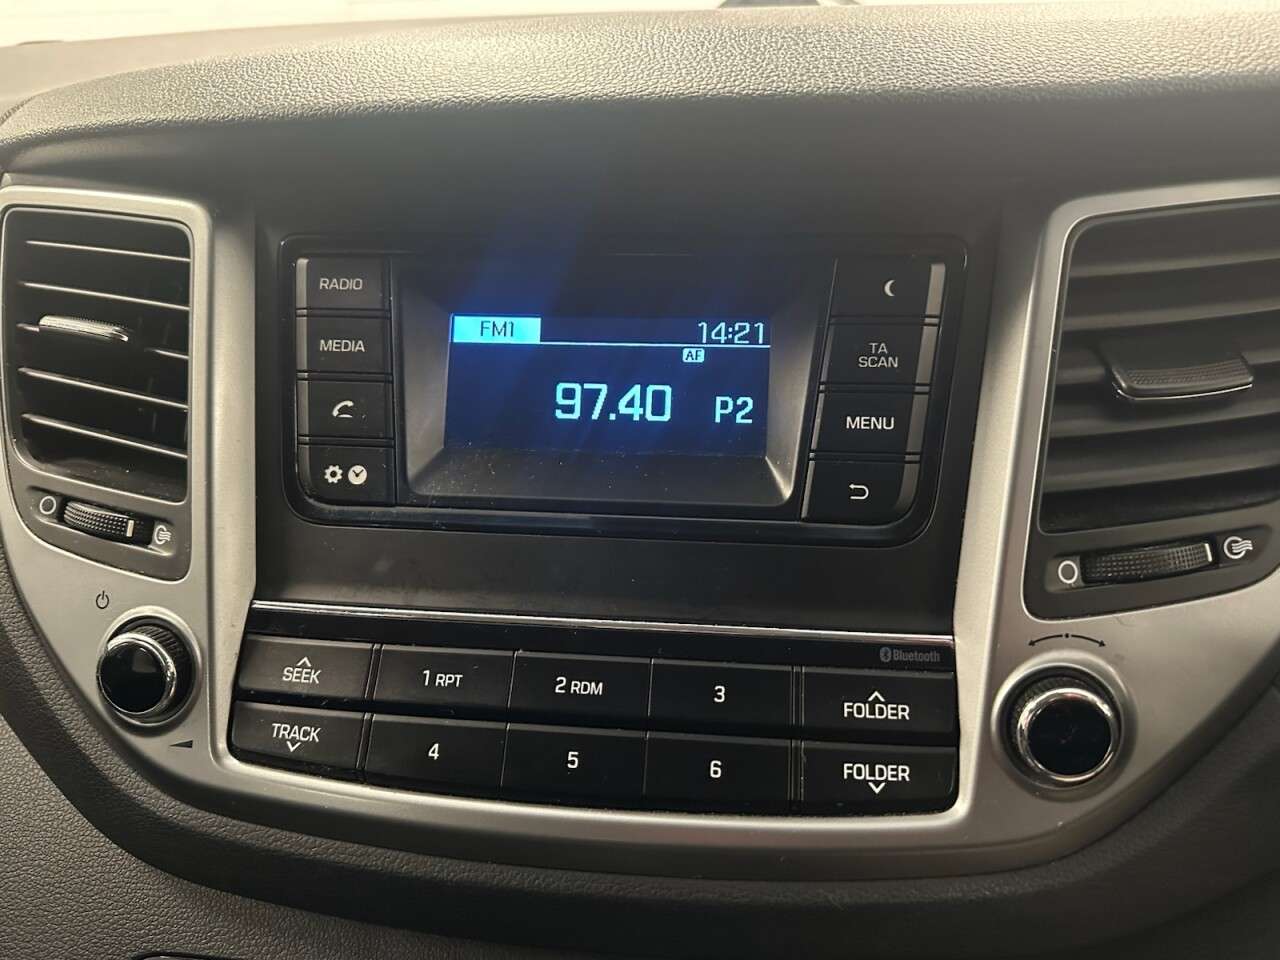 RADIO
MEDIA
FM1 14:21
AF
97.40 P2
TA
SCAN
MENU
Bluetooth
SEEK
1 RPT
2 RDM
3
FOLDER
TRACK
4
5
6
FOLDER